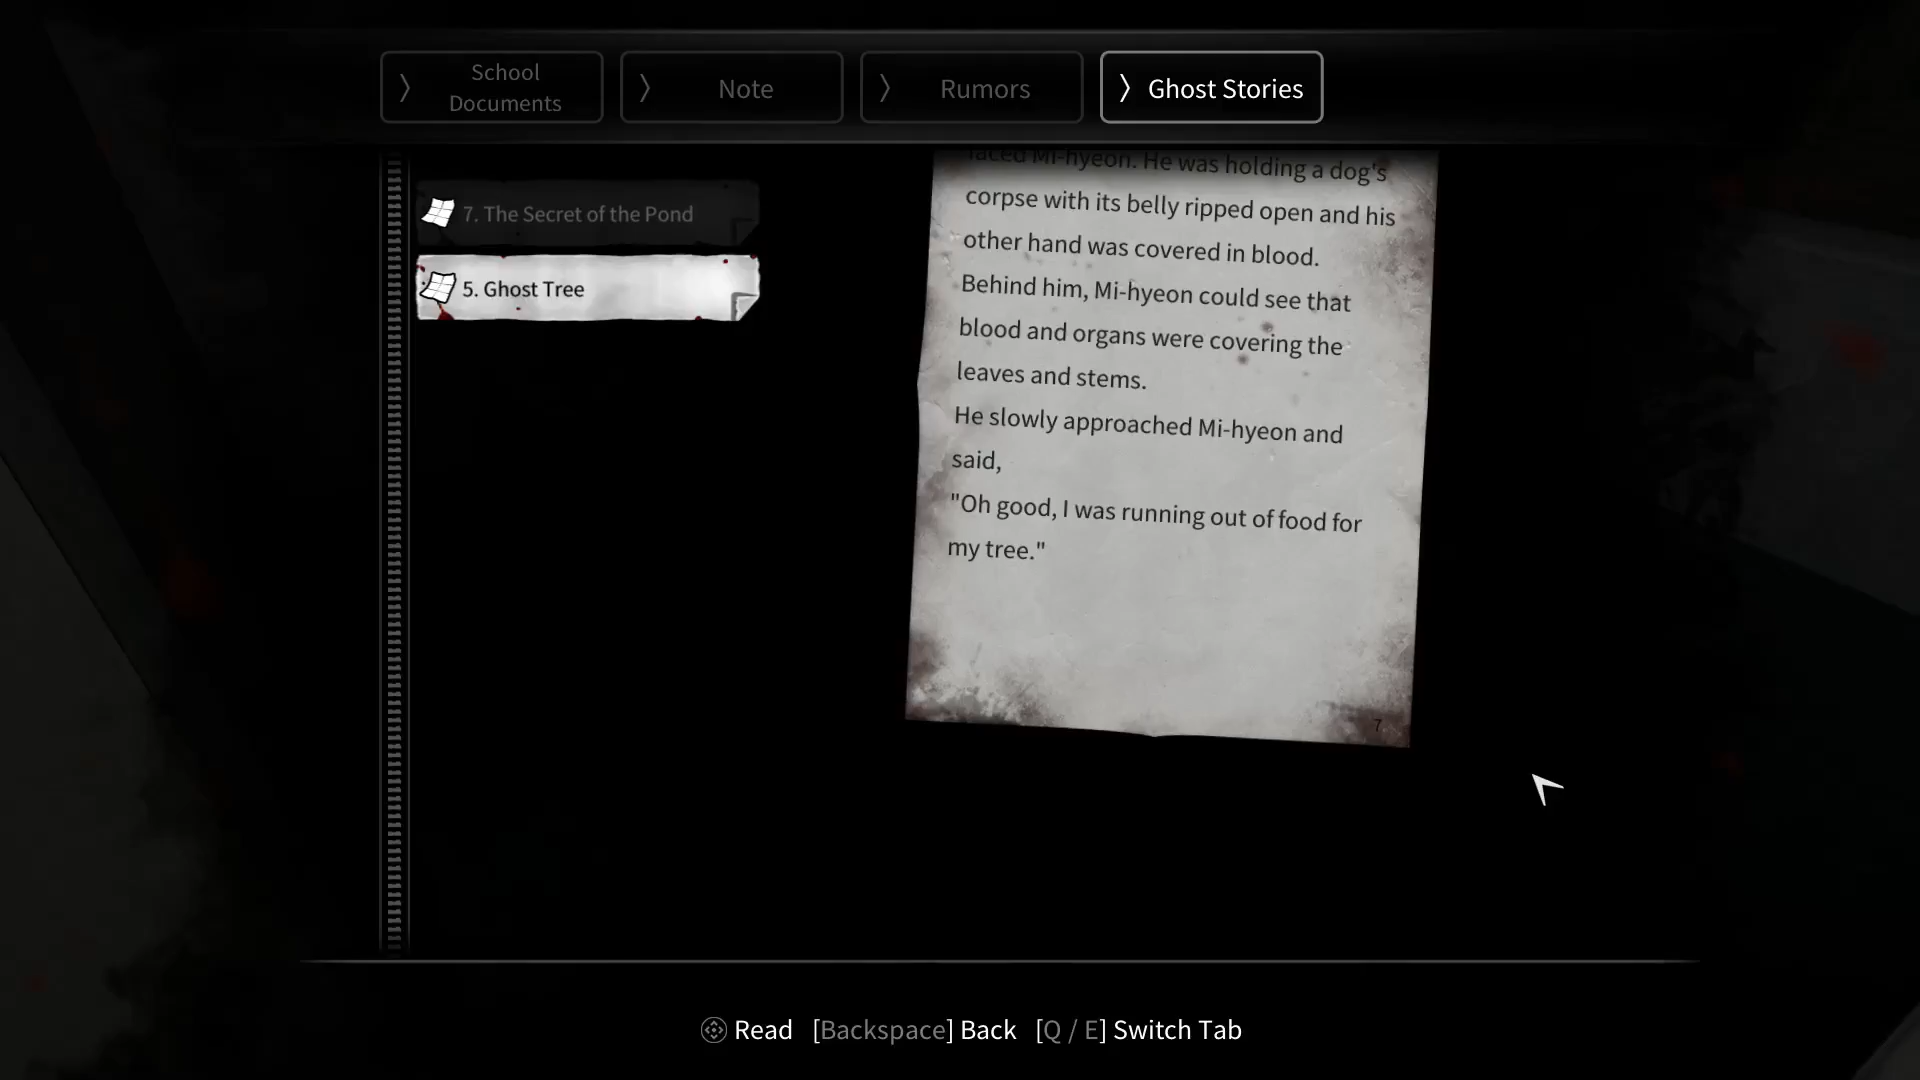 School
Documents
Note
Rumors
Ghost Stories
7. The Secret of the Pond
5. Ghost Tree
faced Mi-hyeon. He was holding a dog's
corpse with its belly ripped open and his
other hand was covered in blood.
Behind him, Mi-hyeon could see that
blood and organs were covering the
leaves and stems.
He slowly approached Mi-hyeon and
said,
"Oh good, I was running out of food for
my tree."
7
Read [Backspace] Back [Q / E] Switch Tab